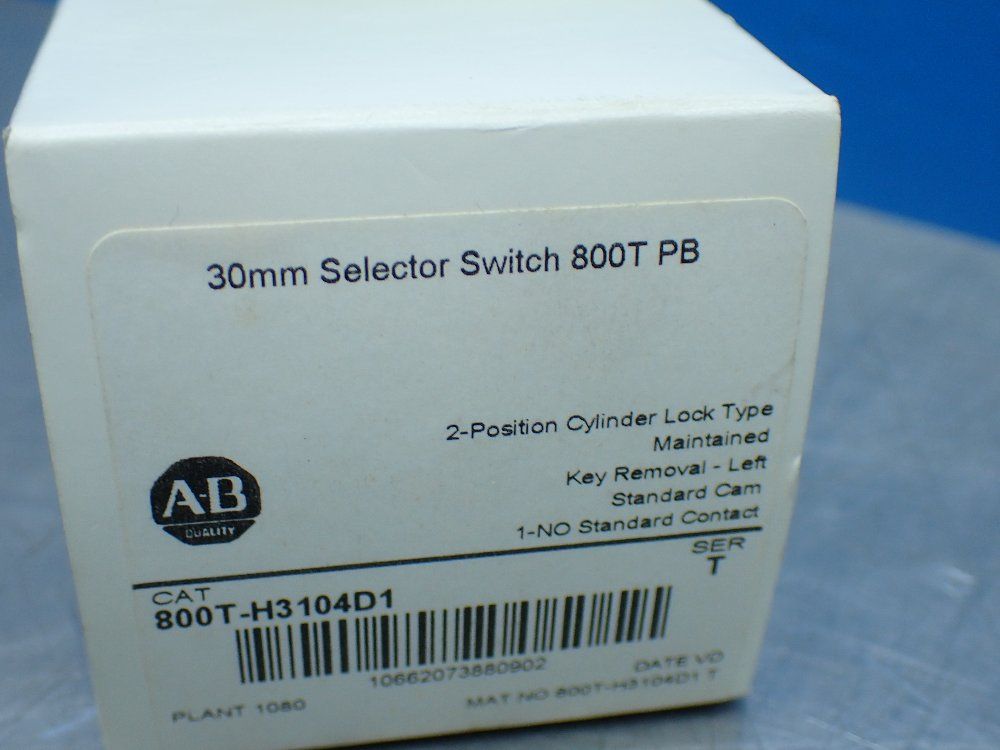 30mm Selector Switch 800T PB
2-Position Cylinder Lock Type
Maintained
Key Removal - Left
Standard Cam
1-NO Standard Contact
A-B
QUALITY
SER
T
CAT
800T-H3104D1
10662073880902
DATE VD
PLANT 1080
MAT NO 800T-H3104D1 T